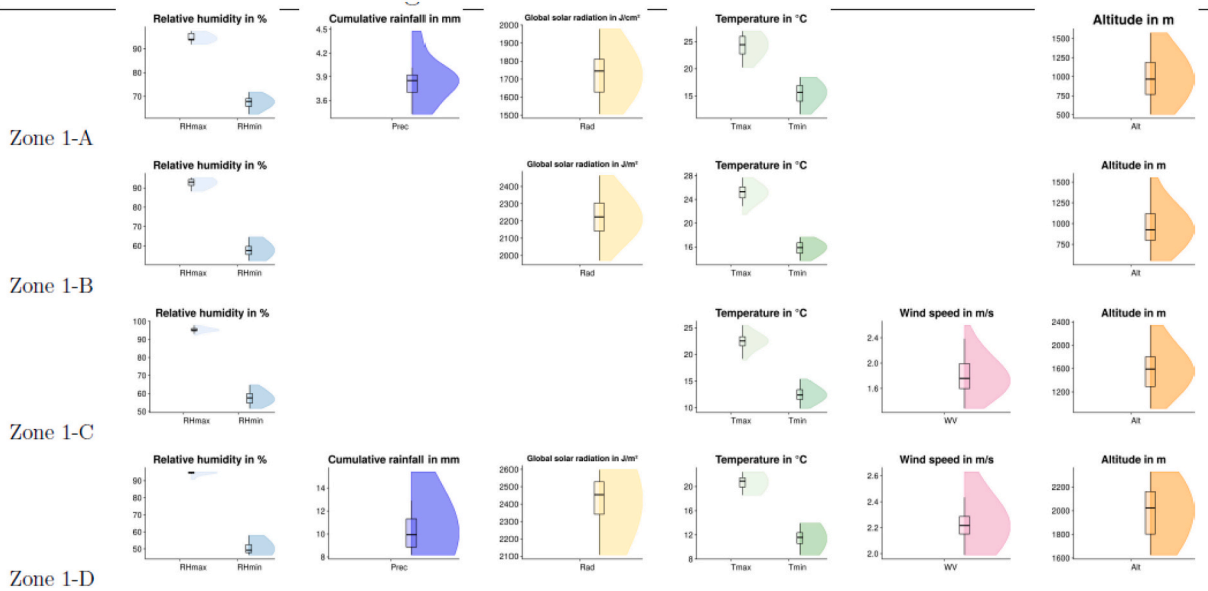 Relative humidity in % Cumulative rainfall in mm Global solar radiation in J/cm² Temperature in °C Altitude in m
90 80 70 RHmax RHmin
4.5 4.2 3.9 3.6 Prec
2000 1900 1800 1700 1600 1500 Rad
25 20 15 Tmax Tmin
1500 1250 1000 750 500 Alt
Zone 1-A
Relative humidity in % Global solar radiation in J/m² Temperature in °C Altitude in m
90 80 70 60 RHmax RHmin
2400 2300 2200 2100 2000 Rad
28 24 20 16 Tmax Tmin
1500 1250 1000 750 Alt
Zone 1-B
Relative humidity in % Temperature in °C Wind speed in m/s Altitude in m
100 90 80 70 60 50 RHmax RHmin
25 20 15 10 Tmax Tmin
2.4 2.0 1.6 WV
2400 2000 1600 1200 Alt
Zone 1-C
Relative humidity in % Cumulative rainfall in mm Global solar radiation in J/m² Temperature in °C Wind speed in m/s Altitude in m
90 80 70 60 50 RHmax RHmin
14 12 10 8 Prec
2600 2500 2400 2300 2200 2100 Rad
20 16 12 8 Tmax Tmin
2.6 2.4 2.2 2.0 WV
2200 2000 1800 1600 Alt
Zone 1-D